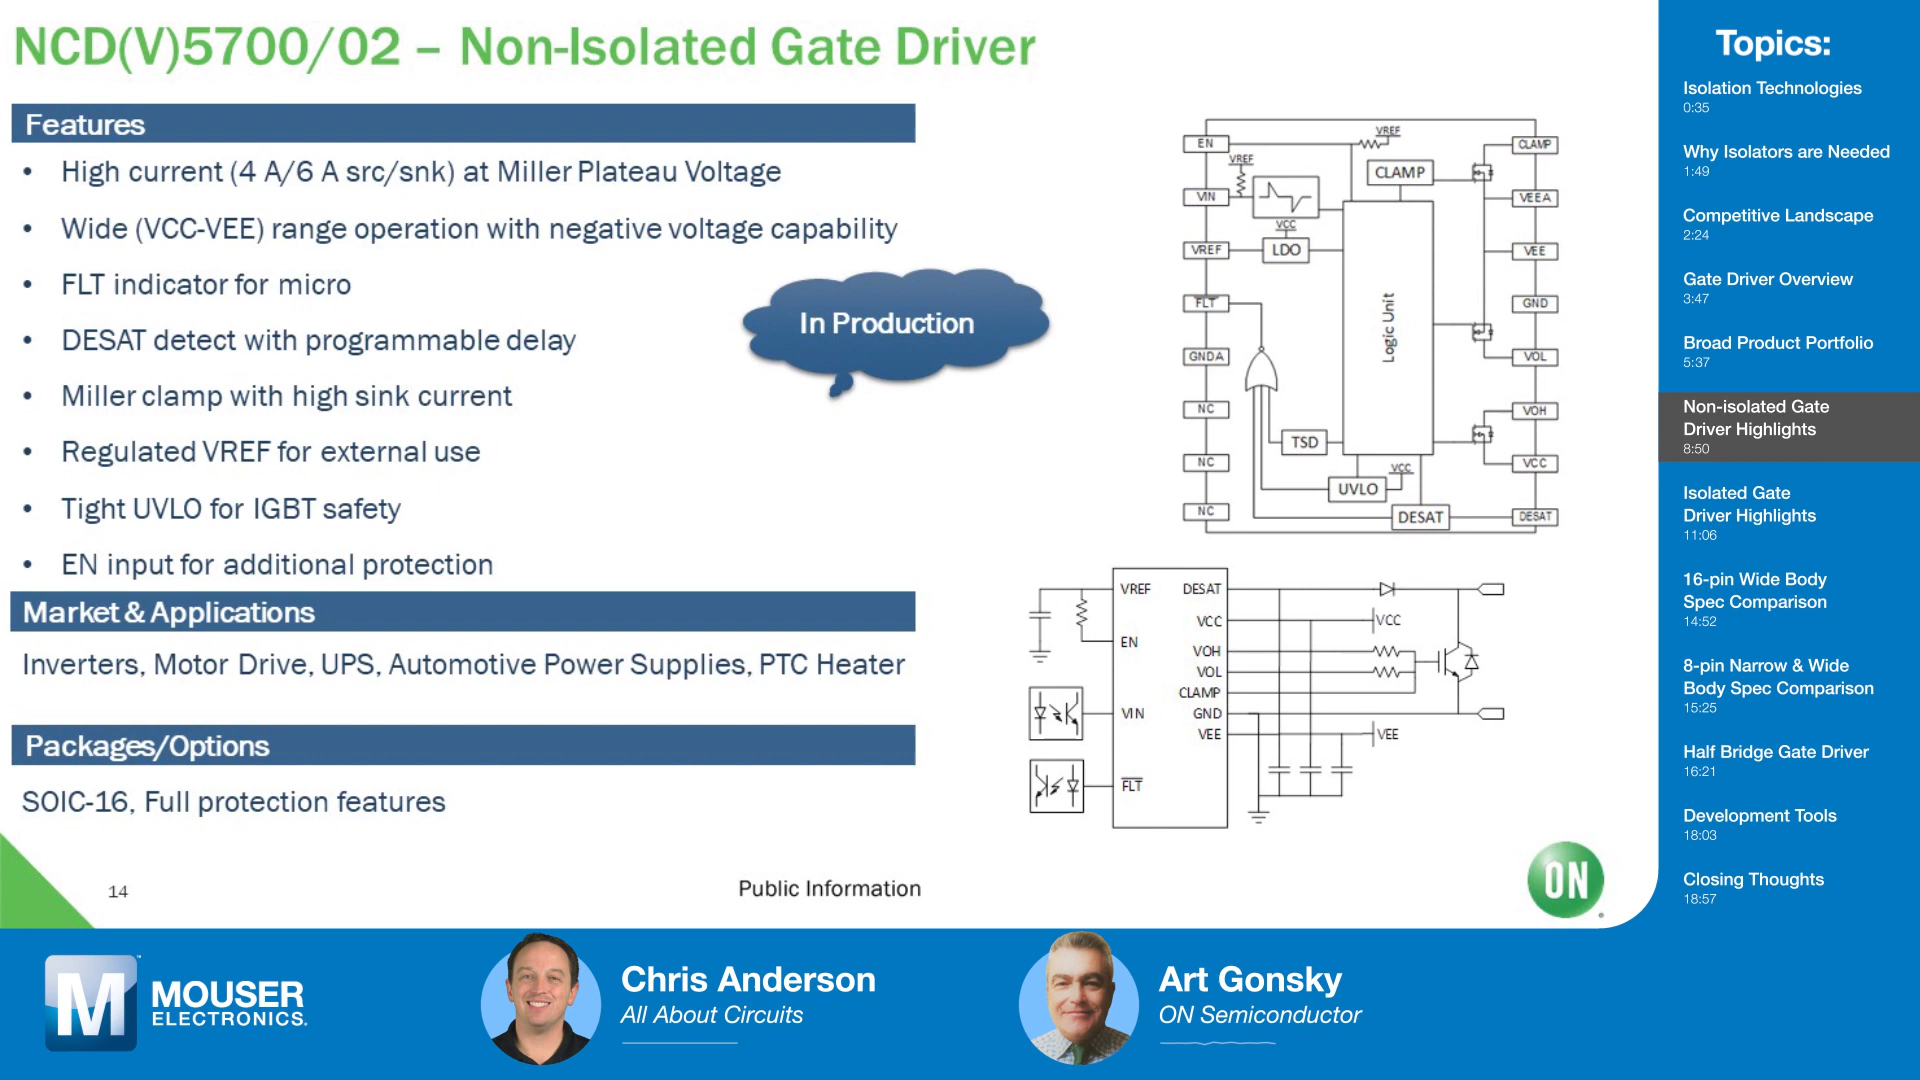 NCD(V)5700/02 – Non-Isolated Gate Driver
Features
• High current (4 A/6 A src/snk) at Miller Plateau Voltage
• Wide (VCC-VEE) range operation with negative voltage capability
• FLT indicator for micro
• DESAT detect with programmable delay
• Miller clamp with high sink current
• Regulated VREF for external use
• Tight UVLO for IGBT safety
• EN input for additional protection
In Production
Market & Applications
Inverters, Motor Drive, UPS, Automotive Power Supplies, PTC Heater
Packages/Options
SOIC-16, Full protection features
EN
VREF
CLAMP
VREF
CLAMP
VIN
VEEA
VCC
VREF
LDO
VEE
FLT
GND
Logic Unit
GNDA
VOL
NC
VOH
TSD
NC
VCC
VCC
UVLO
NC
DESAT
DESAT
VREF
DESAT
VCC
VCC
EN
VOH
VOL
CLAMP
VIN
GND
VEE
VEE
FLT
14
Public Information
ON
Topics:
Isolation Technologies
0:35
Why Isolators are Needed
1:49
Competitive Landscape
2:24
Gate Driver Overview
3:47
Broad Product Portfolio
5:37
Non-isolated Gate
Driver Highlights
8:50
Isolated Gate
Driver Highlights
11:06
16-pin Wide Body
Spec Comparison
14:52
8-pin Narrow & Wide
Body Spec Comparison
15:25
Half Bridge Gate Driver
16:21
Development Tools
18:03
Closing Thoughts
18:57
M
MOUSER
ELECTRONICS.
Chris Anderson
All About Circuits
Art Gonsky
ON Semiconductor